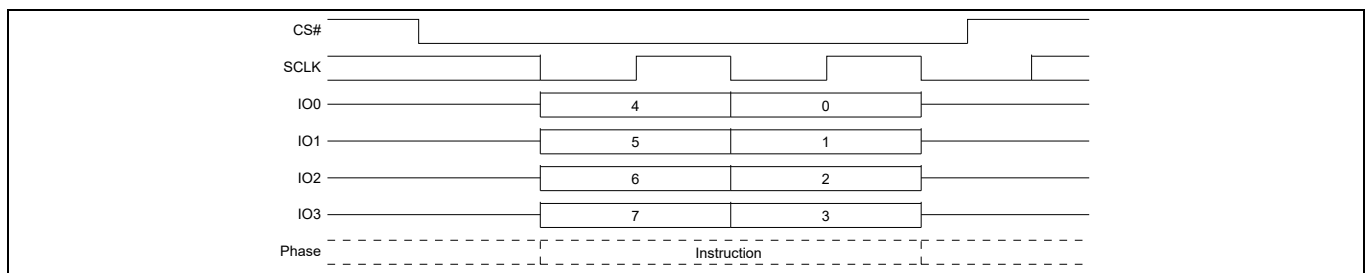 CS#
SCLK
IO0 4 0
IO1 5 1
IO2 6 2
IO3 7 3
Phase Instruction